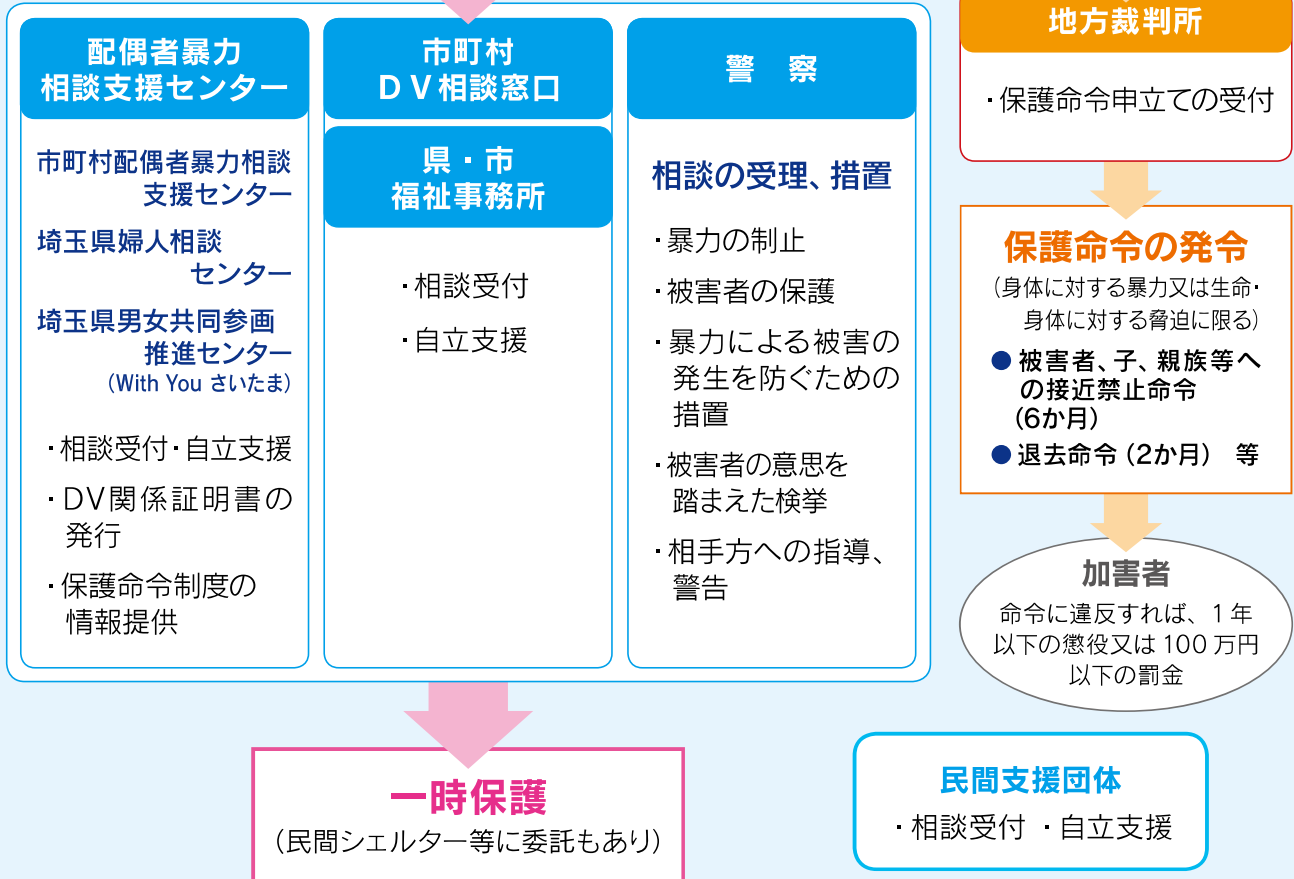 配偶者暴力
相談支援センター
市町村配偶者暴力相談
支援センター
埼玉県婦人相談
センター
埼玉県男女共同参画
推進センター
(With You さいたま)
・相談受付・自立支援
・DV関係証明書の
発行
・保護命令制度の
情報提供
市町村
DV相談窓口
県・市
福祉事務所
・相談受付
・自立支援
警 察
相談の受理、措置
・暴力の制止
・被害者の保護
・暴力による被害の
発生を防ぐための
措置
・被害者の意思を
踏まえた検挙
・相手方への指導、
警告
一時保護
(民間シェルター等に委託もあり)
地方裁判所
・保護命令申立ての受付
保護命令の発令
(身体に対する暴力又は生命・
身体に対する脅迫に限る)
● 被害者、子、親族等へ
の接近禁止命令
(6か月)
● 退去命令 (2か月) 等
加害者
命令に違反すれば、1年
以下の懲役又は100万円
以下の罰金
民間支援団体
・相談受付 ・自立支援